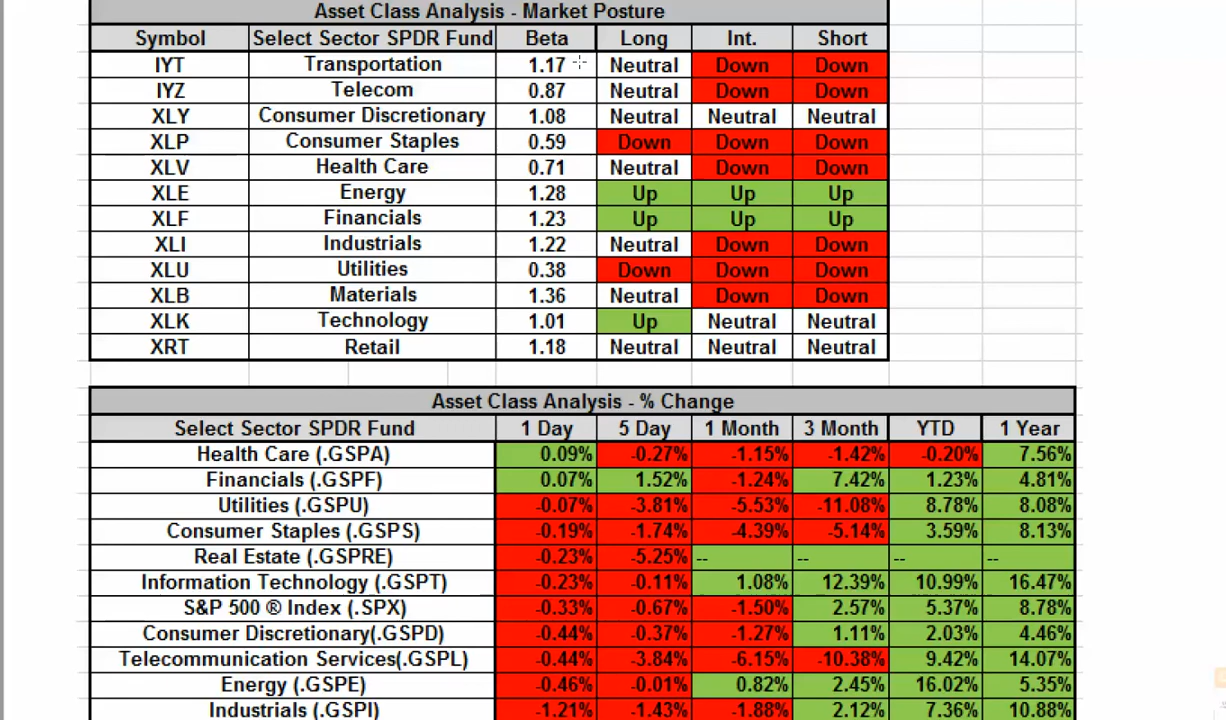 Asset Class Analysis - Market Posture
Symbol Select Sector SPDR Fund Beta Long Int. Short
IYT Transportation 1.17 Neutral Down Down
IYZ Telecom 0.87 Neutral Down Down
XLY Consumer Discretionary 1.08 Neutral Neutral Neutral
XLP Consumer Staples 0.59 Down Down Down
XLV Health Care 0.71 Neutral Down Down
XLE Energy 1.28 Up Up Up
XLF Financials 1.23 Up Up Up
XLI Industrials 1.22 Neutral Down Down
XLU Utilities 0.38 Down Down Down
XLB Materials 1.36 Neutral Down Down
XLK Technology 1.01 Up Neutral Neutral
XRT Retail 1.18 Neutral Neutral Neutral
Asset Class Analysis - % Change
Select Sector SPDR Fund 1 Day 5 Day 1 Month 3 Month YTD 1 Year
Health Care (.GSPA) 0.09% -0.27% -1.15% -1.42% -0.20% 7.56%
Financials (.GSPF) 0.07% 1.52% -1.24% 7.42% 1.23% 4.81%
Utilities (.GSPU) -0.07% -3.81% -5.53% -11.08% 8.78% 8.08%
Consumer Staples (.GSPS) -0.19% -1.74% -4.39% -5.14% 3.59% 8.13%
Real Estate (.GSPRE) -0.23% -5.25% -- -- -- --
Information Technology (.GSPT) -0.23% -0.11% 1.08% 12.39% 10.99% 16.47%
S&P 500 ® Index (.SPX) -0.33% -0.67% -1.50% 2.57% 5.37% 8.78%
Consumer Discretionary(.GSPD) -0.44% -0.37% -1.27% 1.11% 2.03% 4.46%
Telecommunication Services(.GSPL) -0.44% -3.84% -6.15% -10.38% 9.42% 14.07%
Energy (.GSPE) -0.46% -0.01% 0.82% 2.45% 16.02% 5.35%
Industrials (.GSPI) -1.21% -1.43% -1.88% 2.12% 7.36% 10.88%